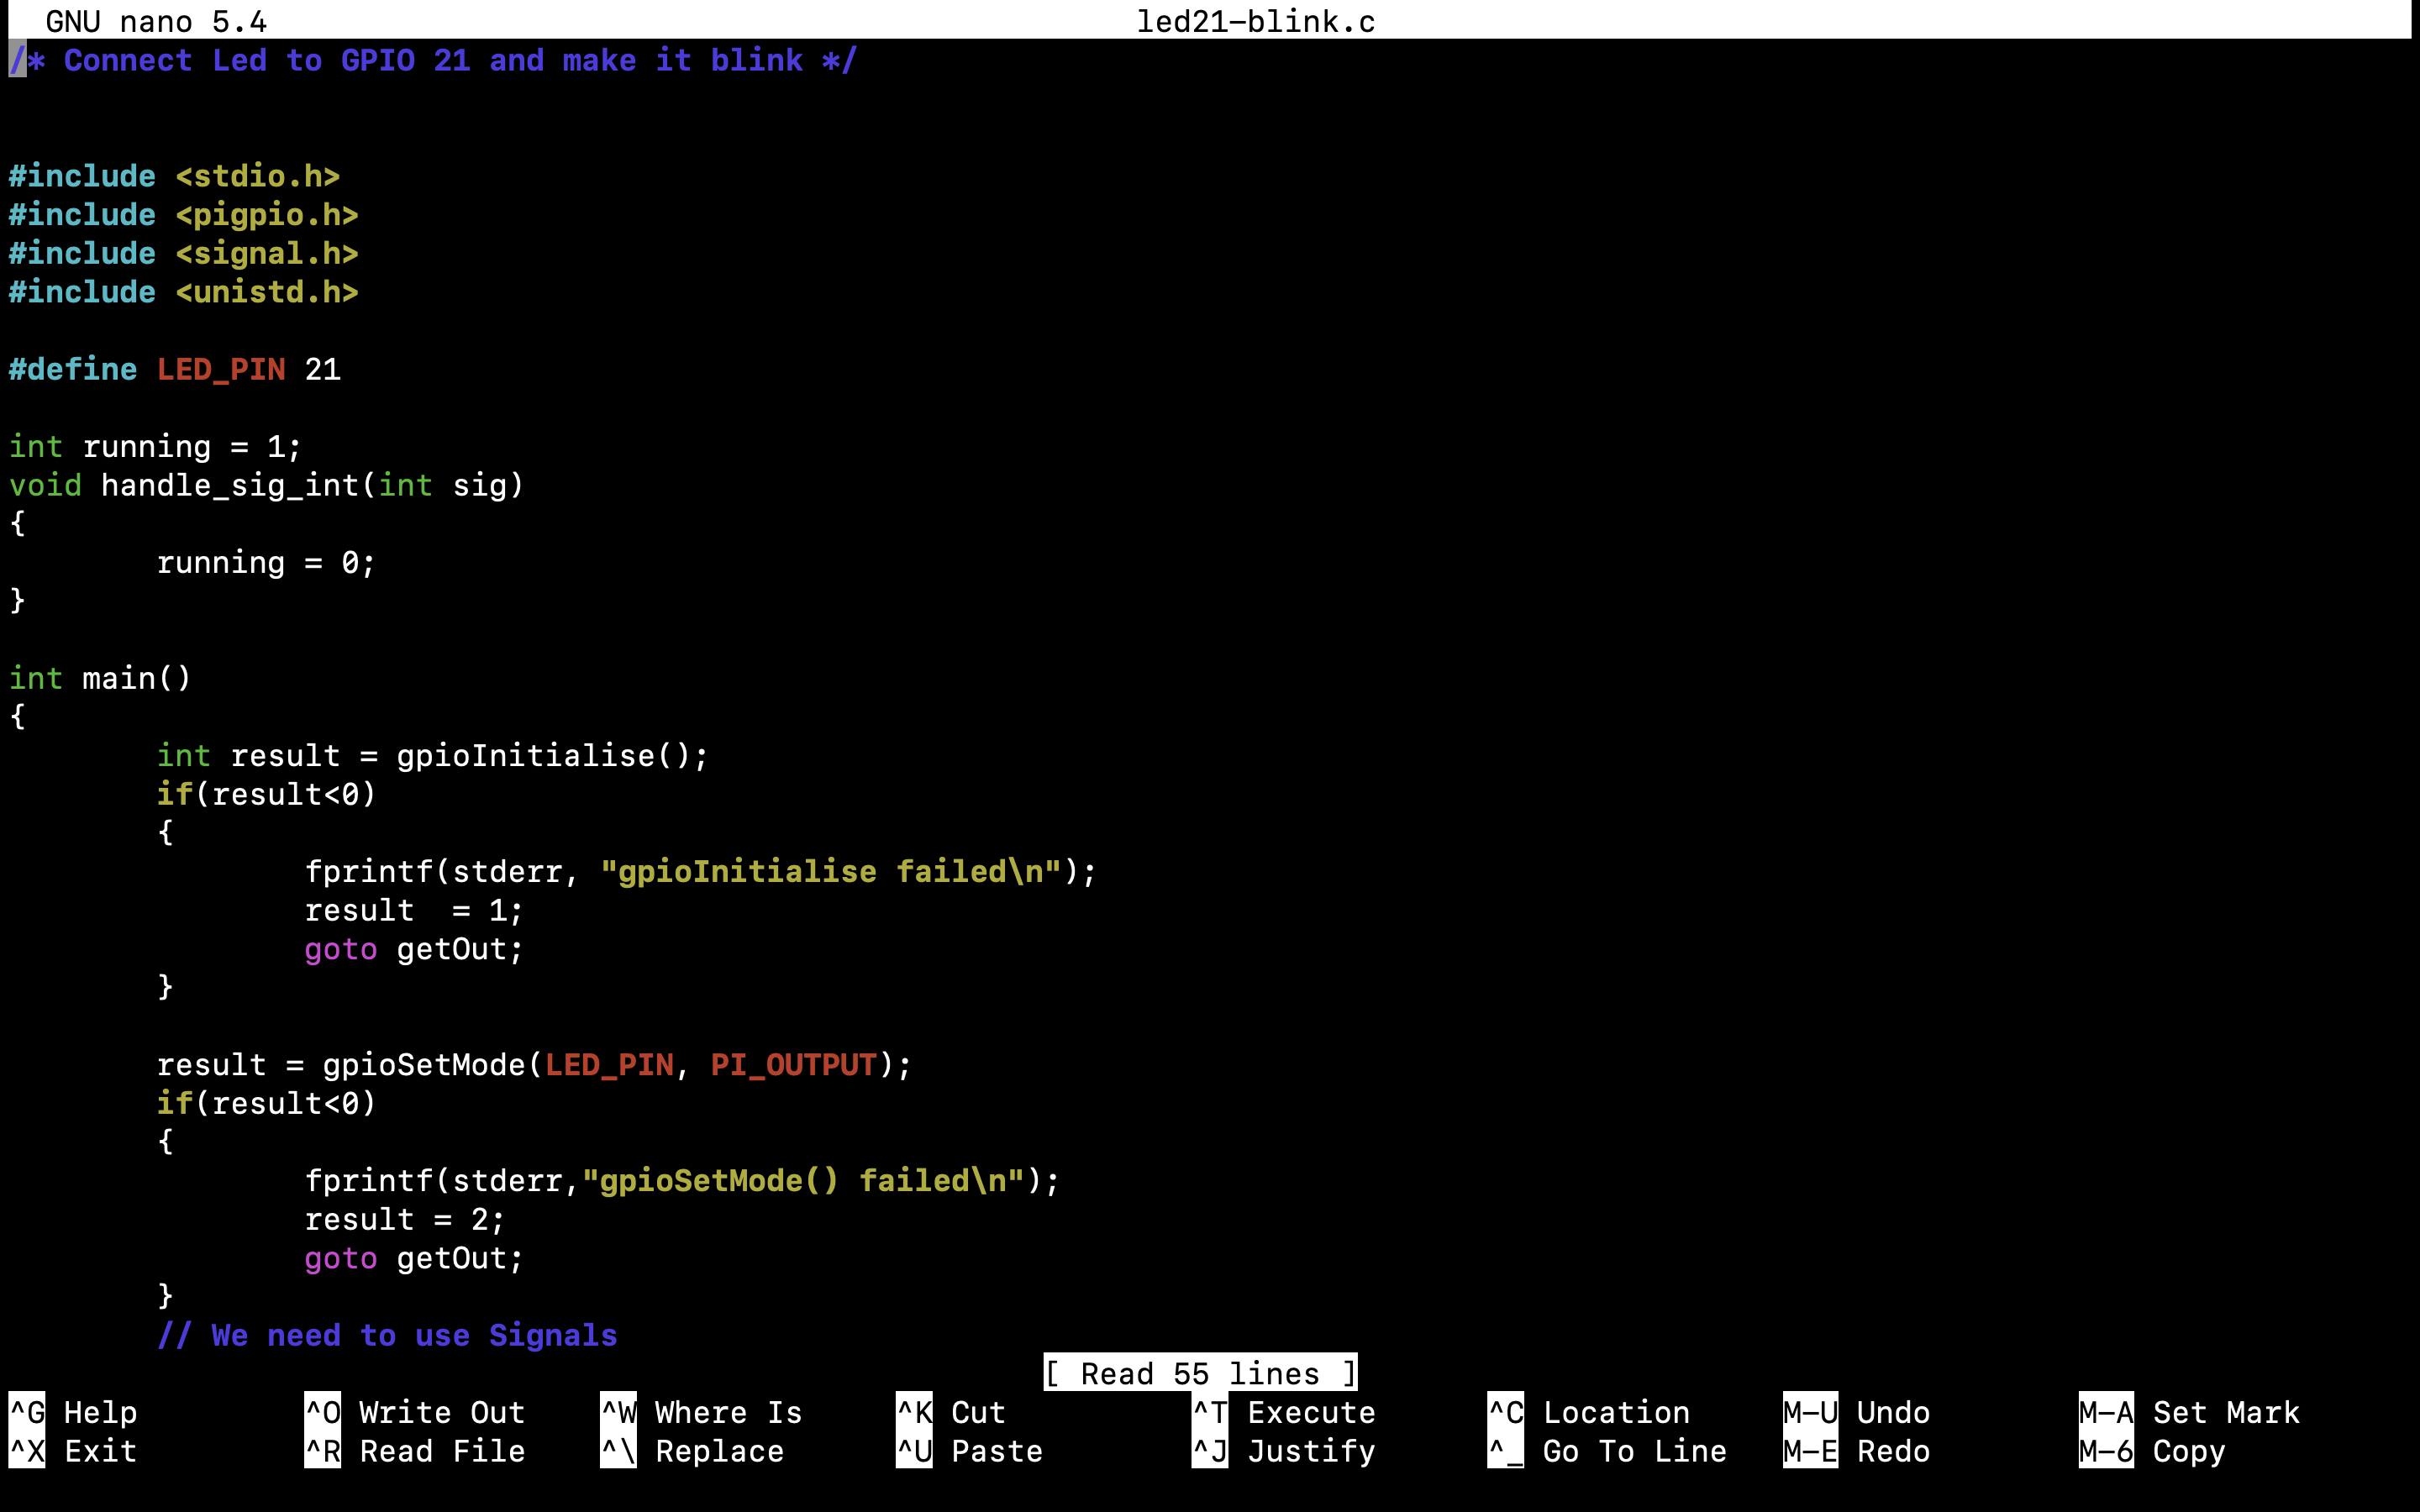 GNU nano 5.4 led21-blink.c
/* Connect Led to GPIO 21 and make it blink */
#include <stdio.h>
#include <pigpio.h>
#include <signal.h>
#include <unistd.h>
#define LED_PIN 21
int running = 1;
void handle_sig_int(int sig)
{
        running = 0;
}
int main()
{
        int result = gpioInitialise();
        if(result<0)
        {
                fprintf(stderr, "gpioInitialise failed\n");
                result  = 1;
                goto getOut;
        }
        result = gpioSetMode(LED_PIN, PI_OUTPUT);
        if(result<0)
        {
                fprintf(stderr,"gpioSetMode() failed\n");
                result = 2;
                goto getOut;
        }
        // We need to use Signals
[ Read 55 lines ]
^G Help ^O Write Out ^W Where Is ^K Cut ^T Execute ^C Location M-U Undo M-A Set Mark
^X Exit ^R Read File ^\ Replace ^U Paste ^J Justify ^_ Go To Line M-E Redo M-6 Copy